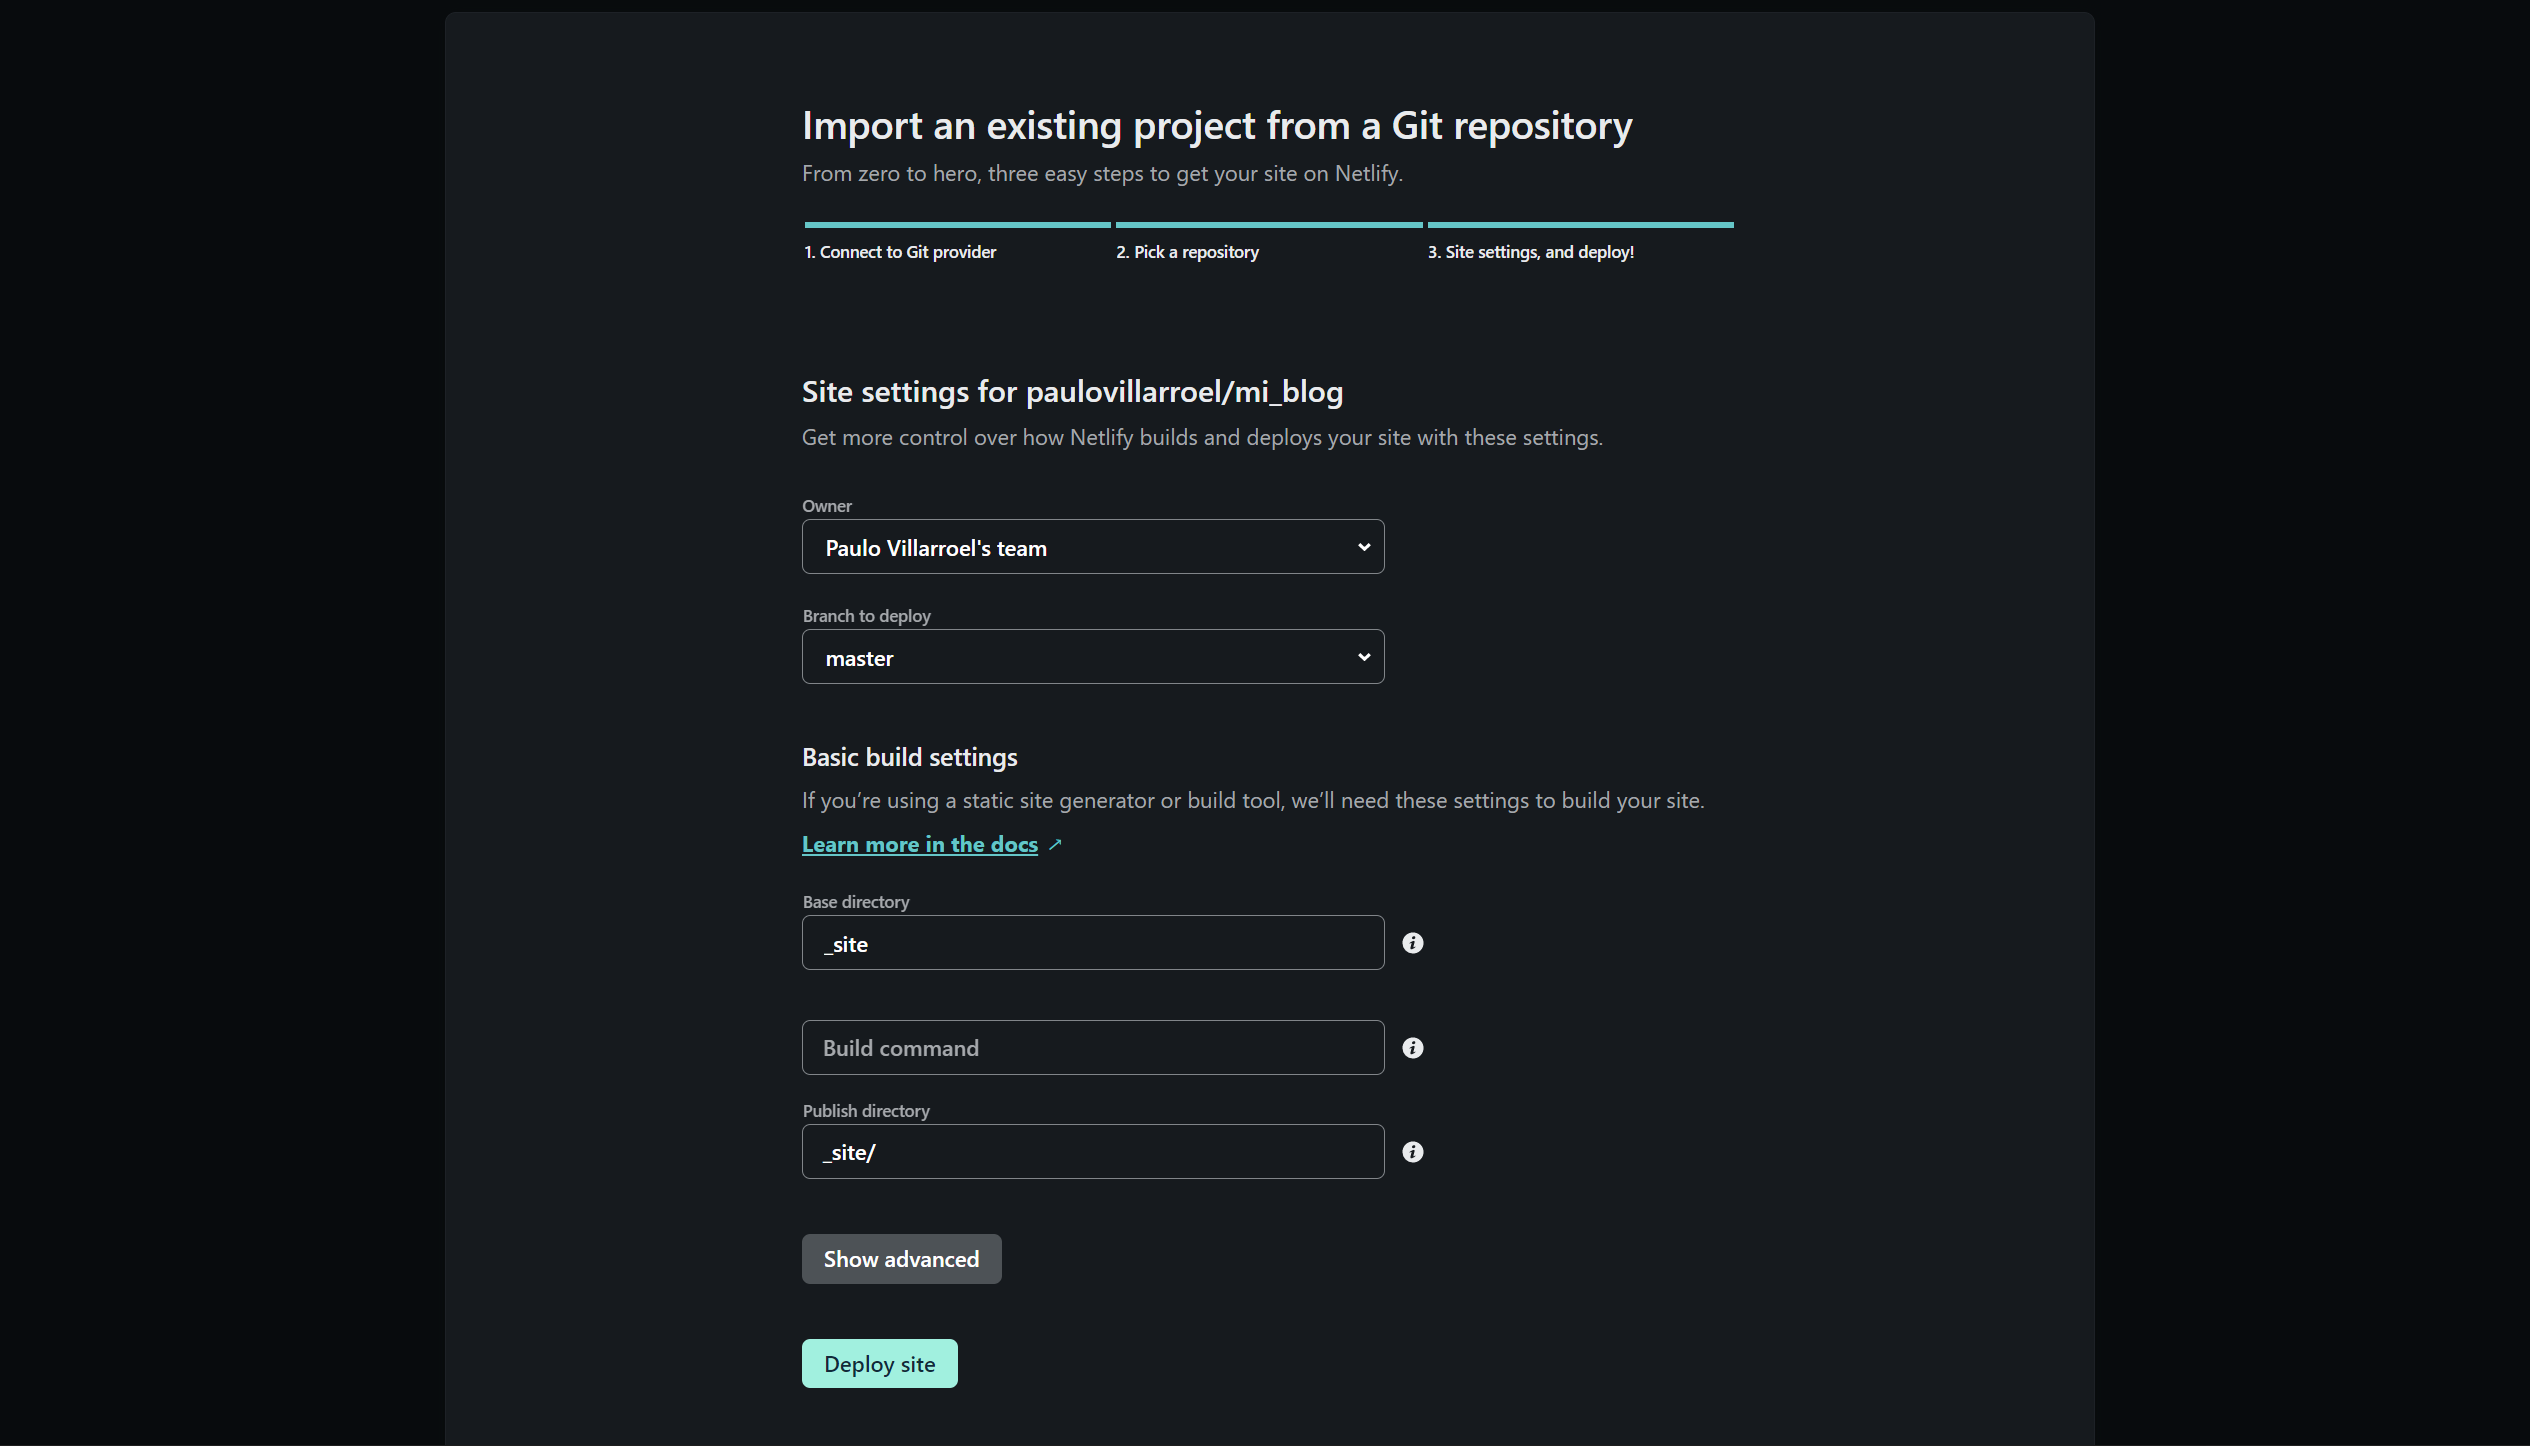 Import an existing project from a Git repository
From zero to hero, three easy steps to get your site on Netlify.
1. Connect to Git provider
2. Pick a repository
3. Site settings, and deploy!
Site settings for paulovillarroel/mi_blog
Get more control over how Netlify builds and deploys your site with these settings.
Owner
Paulo Villarroel's team
Branch to deploy
master
Basic build settings
If you’re using a static site generator or build tool, we’ll need these settings to build your site.
Learn more in the docs ↗
Base directory
_site
Build command
Publish directory
_site/
Show advanced
Deploy site